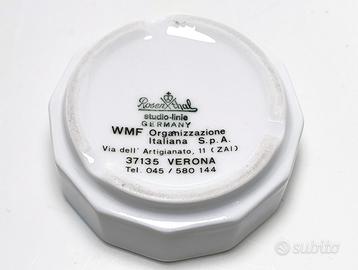 Rosenthal
studio-linie
GERMANY
WMF Organizzazione
Italiana S.p.A.
Via dell' Artigianato, 11 (ZAI)
37135 VERONA
Tel. 045 / 580 144
subito